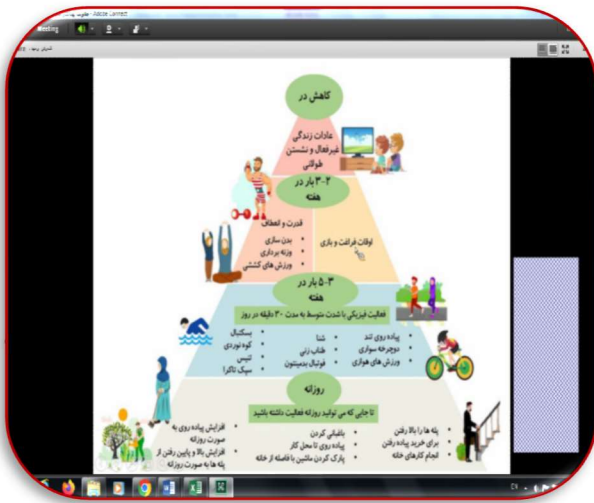 Meeting
کاهش در
عادات زندگی
غیرفعال و نشستن
طولانی
۲-۳ بار در
هفته
قدرت و انعطاف
بدن سازی
وزنه برداری
ورزش های کششی
اوقات فراغت و بازی
۳-۵ بار در
هفته
فعالیت فیزیکی با شدت متوسط به مدت ۳۰ دقیقه در روز
پیاده روی تند
دوچرخه سواری
ورزش های هوازی
شنا
طناب زنی
فوتبال بدمینتون
بسکتبال
کوه نوردی
تنیس
سپک تاکرا
روزانه
تا جایی که می توانید روزانه فعالیت داشته باشید
پله ها را بالا رفتن
برای خرید پیاده رفتن
انجام کارهای خانه
باغبانی کردن
پیاده روی تا محل کار
پارک کردن ماشین با فاصله از خانه
افزایش پیاده روی به
صورت روزانه
افزایش بالا و پایین رفتن از
پله ها به صورت روزانه